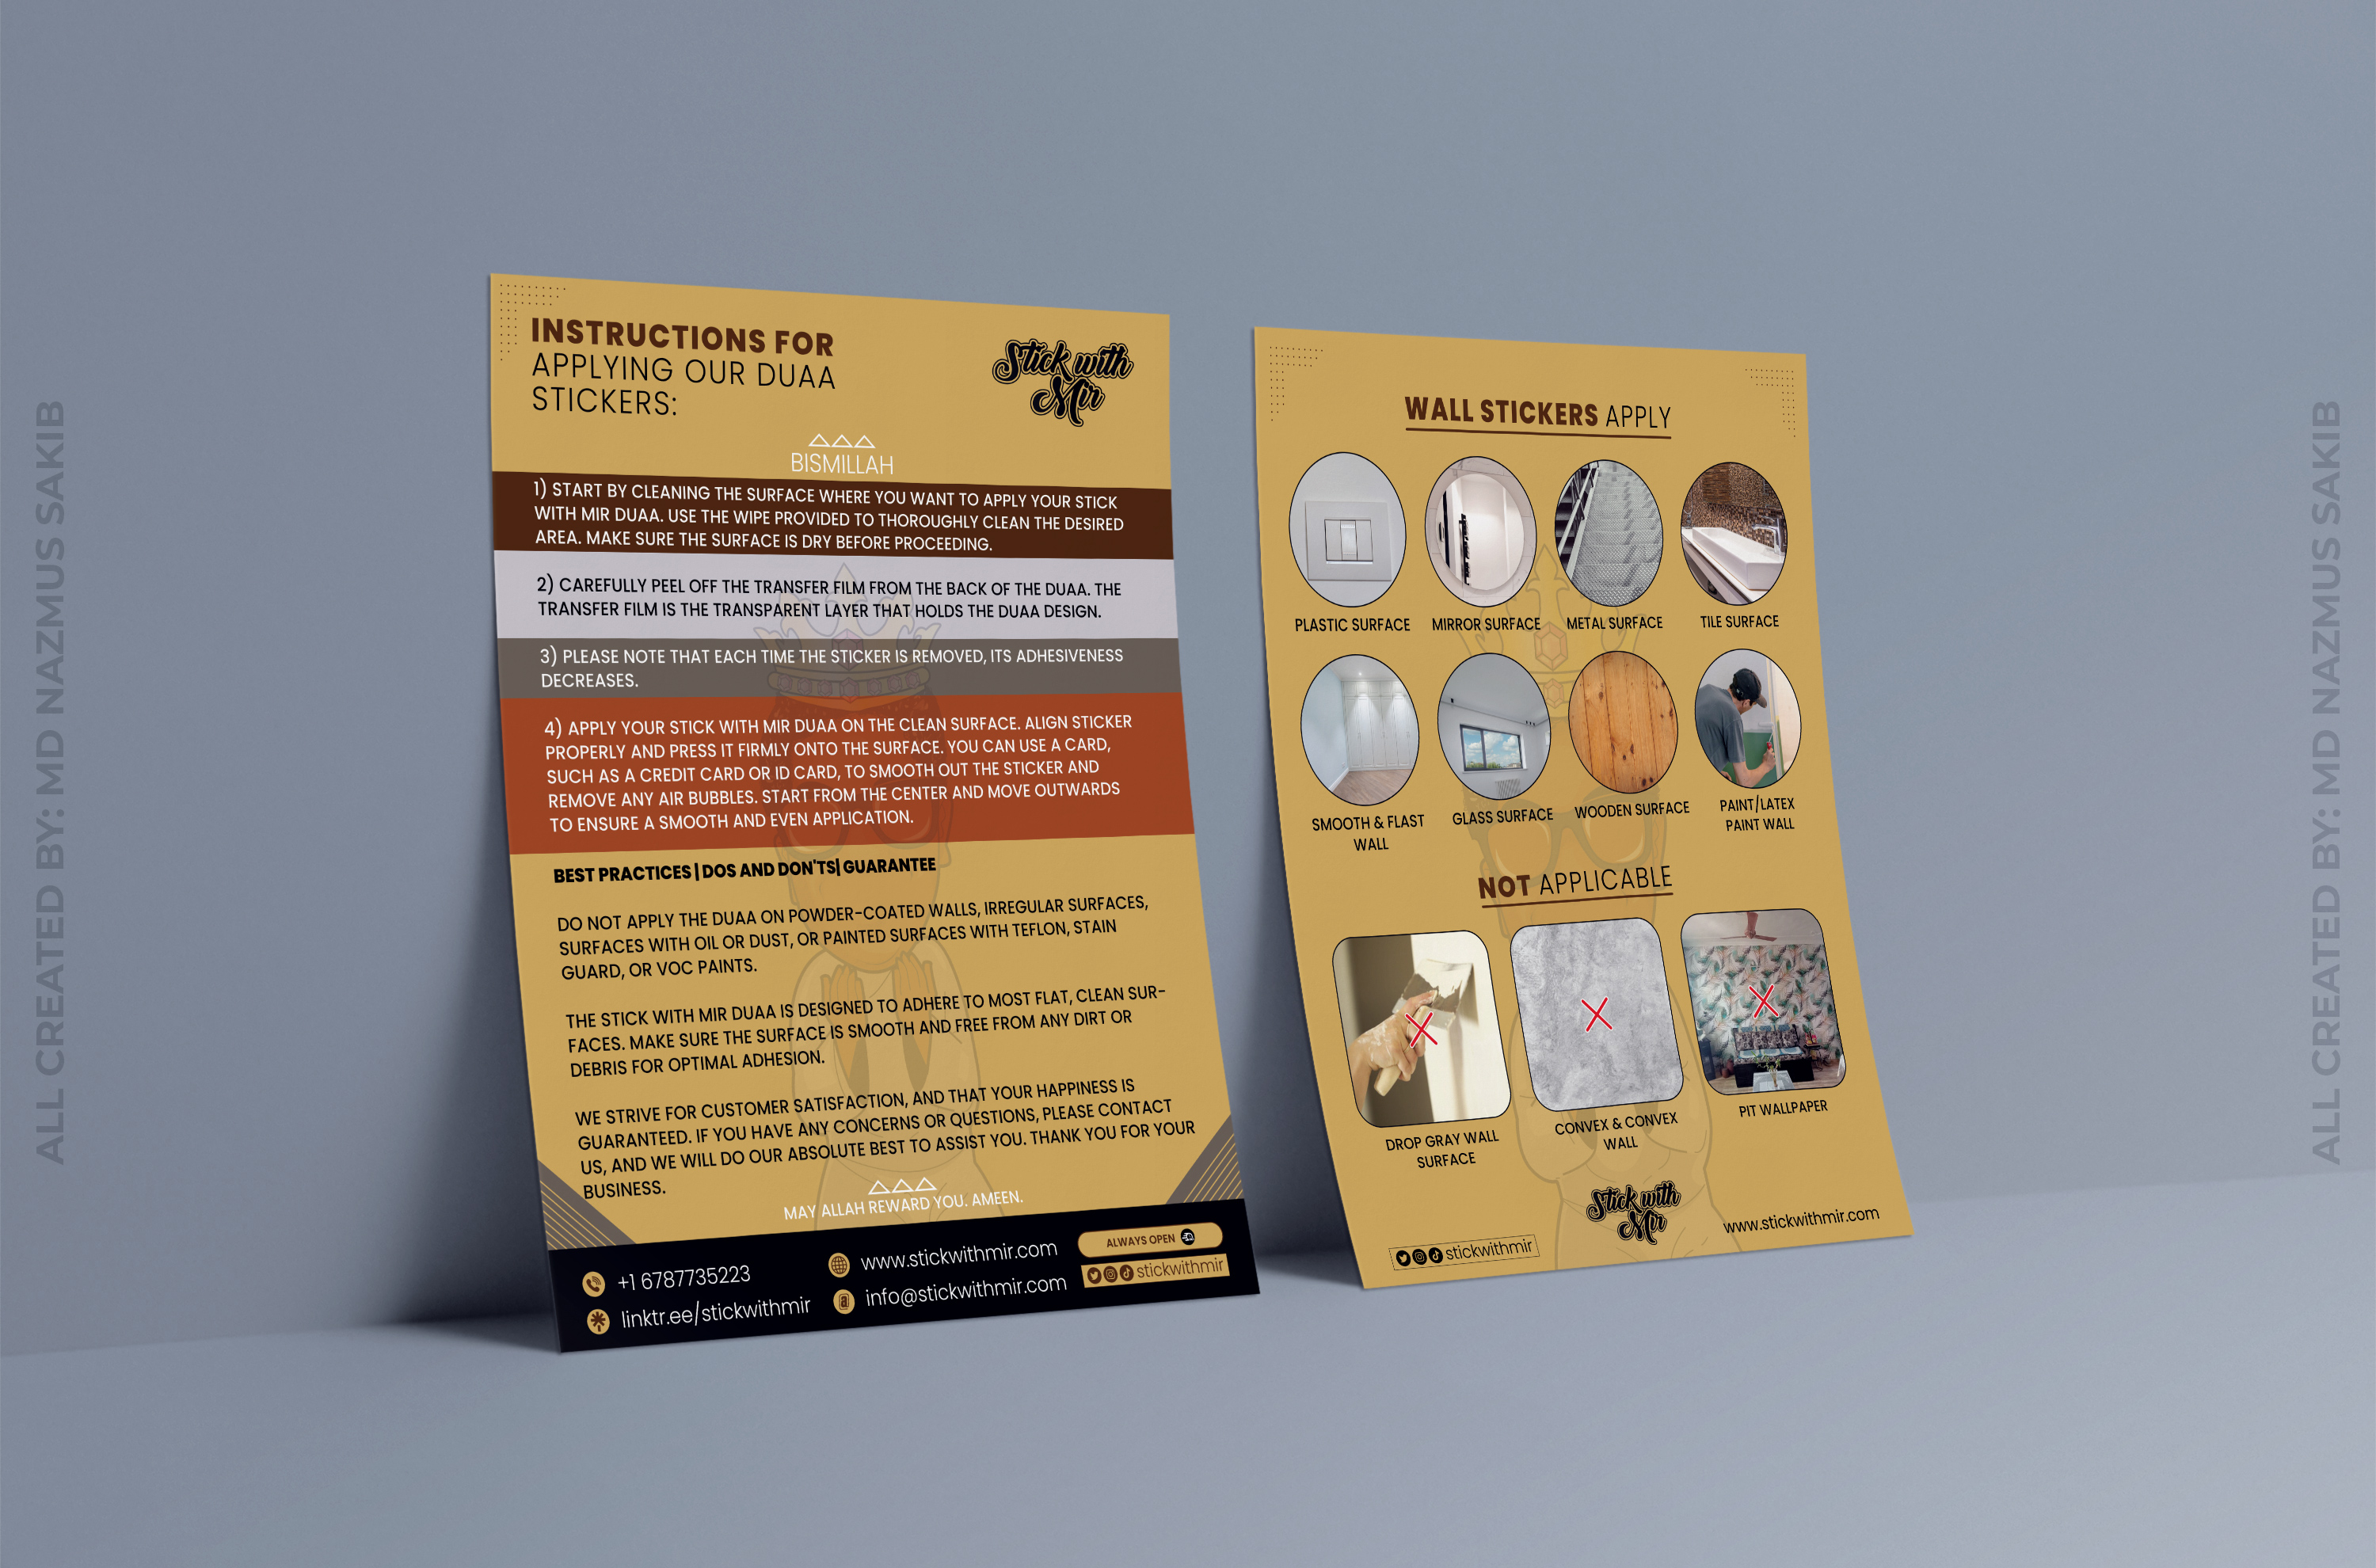 ALL CREATED BY: MD NAZMUS SAKIB
INSTRUCTIONS FOR
APPLYING OUR DUAA
STICKERS:
Stick with
Mir
BISMILLAH
1) START BY CLEANING THE SURFACE WHERE YOU WANT TO APPLY YOUR STICK
WITH MIR DUAA. USE THE WIPE PROVIDED TO THOROUGHLY CLEAN THE DESIRED
AREA. MAKE SURE THE SURFACE IS DRY BEFORE PROCEEDING.
2) CAREFULLY PEEL OFF THE TRANSFER FILM FROM THE BACK OF THE DUAA. THE
TRANSFER FILM IS THE TRANSPARENT LAYER THAT HOLDS THE DUAA DESIGN.
3) PLEASE NOTE THAT EACH TIME THE STICKER IS REMOVED, ITS ADHESIVENESS
DECREASES.
4) APPLY YOUR STICK WITH MIR DUAA ON THE CLEAN SURFACE. ALIGN STICKER
PROPERLY AND PRESS IT FIRMLY ONTO THE SURFACE. YOU CAN USE A CARD,
SUCH AS A CREDIT CARD OR ID CARD, TO SMOOTH OUT THE STICKER AND
REMOVE ANY AIR BUBBLES. START FROM THE CENTER AND MOVE OUTWARDS
TO ENSURE A SMOOTH AND EVEN APPLICATION.
BEST PRACTICES | DOS AND DON'TS| GUARANTEE
DO NOT APPLY THE DUAA ON POWDER-COATED WALLS, IRREGULAR SURFACES,
SURFACES WITH OIL OR DUST, OR PAINTED SURFACES WITH TEFLON, STAIN
GUARD, OR VOC PAINTS.
THE STICK WITH MIR DUAA IS DESIGNED TO ADHERE TO MOST FLAT, CLEAN SUR-
FACES. MAKE SURE THE SURFACE IS SMOOTH AND FREE FROM ANY DIRT OR
DEBRIS FOR OPTIMAL ADHESION.
WE STRIVE FOR CUSTOMER SATISFACTION, AND THAT YOUR HAPPINESS IS
GUARANTEED. IF YOU HAVE ANY CONCERNS OR QUESTIONS, PLEASE CONTACT
US, AND WE WILL DO OUR ABSOLUTE BEST TO ASSIST YOU. THANK YOU FOR YOUR
BUSINESS.
MAY ALLAH REWARD YOU. AMEEN.
+1 6787735223
linktr.ee/stickwithmir
www.stickwithmir.com
info@stickwithmir.com
ALWAYS OPEN
stickwithmir
WALL STICKERS APPLY
PLASTIC SURFACE
MIRROR SURFACE
METAL SURFACE
TILE SURFACE
SMOOTH & FLAST
WALL
GLASS SURFACE
WOODEN SURFACE
PAINT/LATEX
PAINT WALL
NOT APPLICABLE
DROP GRAY WALL
SURFACE
CONVEX & CONVEX
WALL
PIT WALLPAPER
stickwithmir
Stick with
Mir
www.stickwithmir.com
ALL CREATED BY: MD NAZMUS SAKIB